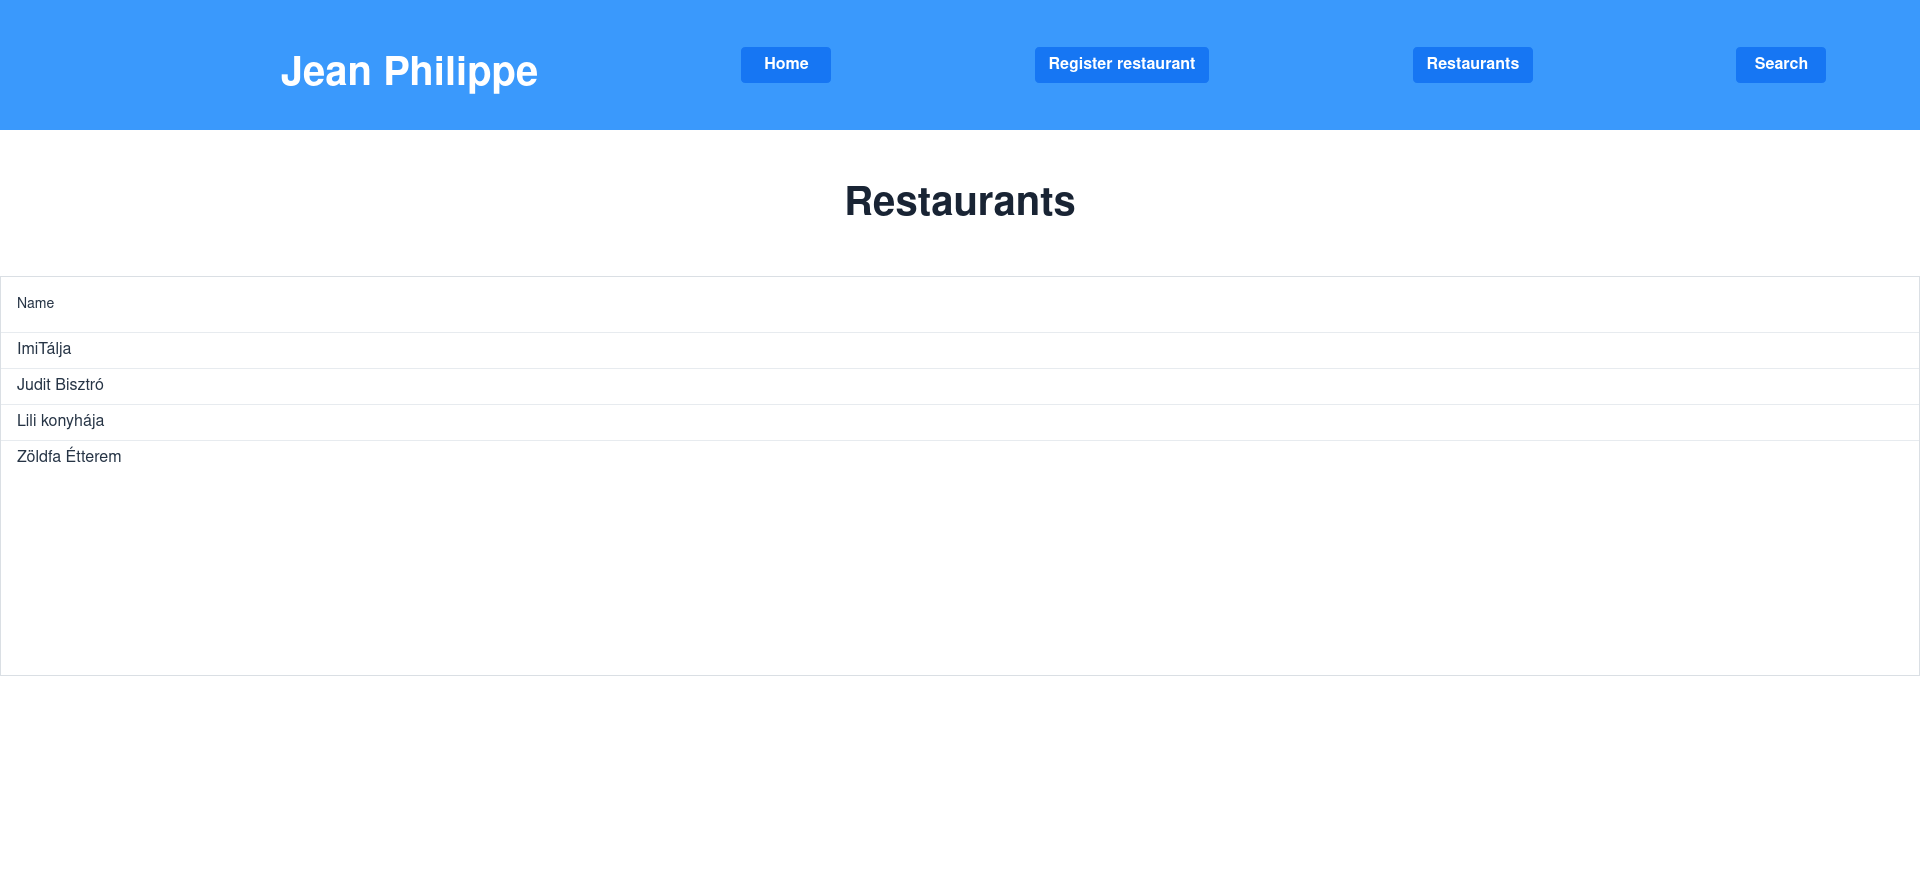 Jean Philippe
Home
Register restaurant
Restaurants
Search
Restaurants
Name
ImiTálja
Judit Bisztró
Lili konyhája
Zöldfa Étterem